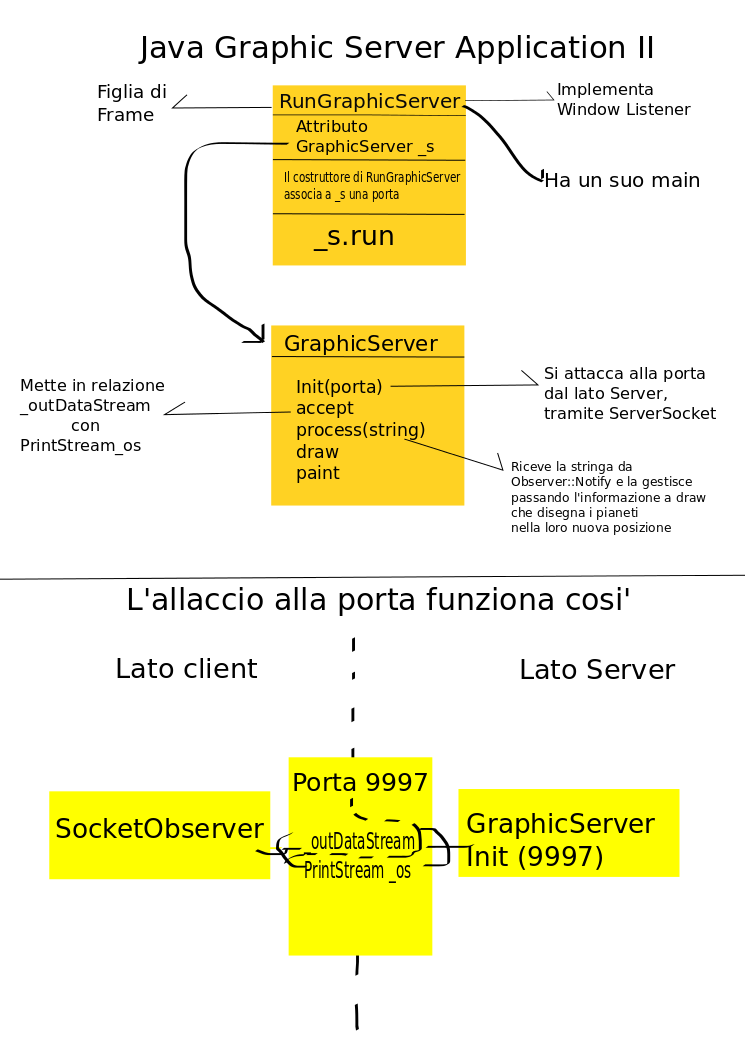 Java Graphic Server Application II
Figlia di
Frame
RunGraphicServer
Implementa
Window Listener
Attributo
GraphicServer _s
Il costruttore di RunGraphicServer
associa a _s una porta
Ha un suo main
_s.run
GraphicServer
Init(porta)
accept
process(string)
draw
paint
Mette in relazione
_outDataStream
con
PrintStream_os
Si attacca alla porta
dal lato Server,
tramite ServerSocket
Riceve la stringa da
Observer::Notify e la gestisce
passando l'informazione a draw
che disegna i pianeti
nella loro nuova posizione
L'allaccio alla porta funziona cosi'
Lato client
Lato Server
Porta 9997
SocketObserver
_outDataStream
PrintStream _os
GraphicServer
Init (9997)